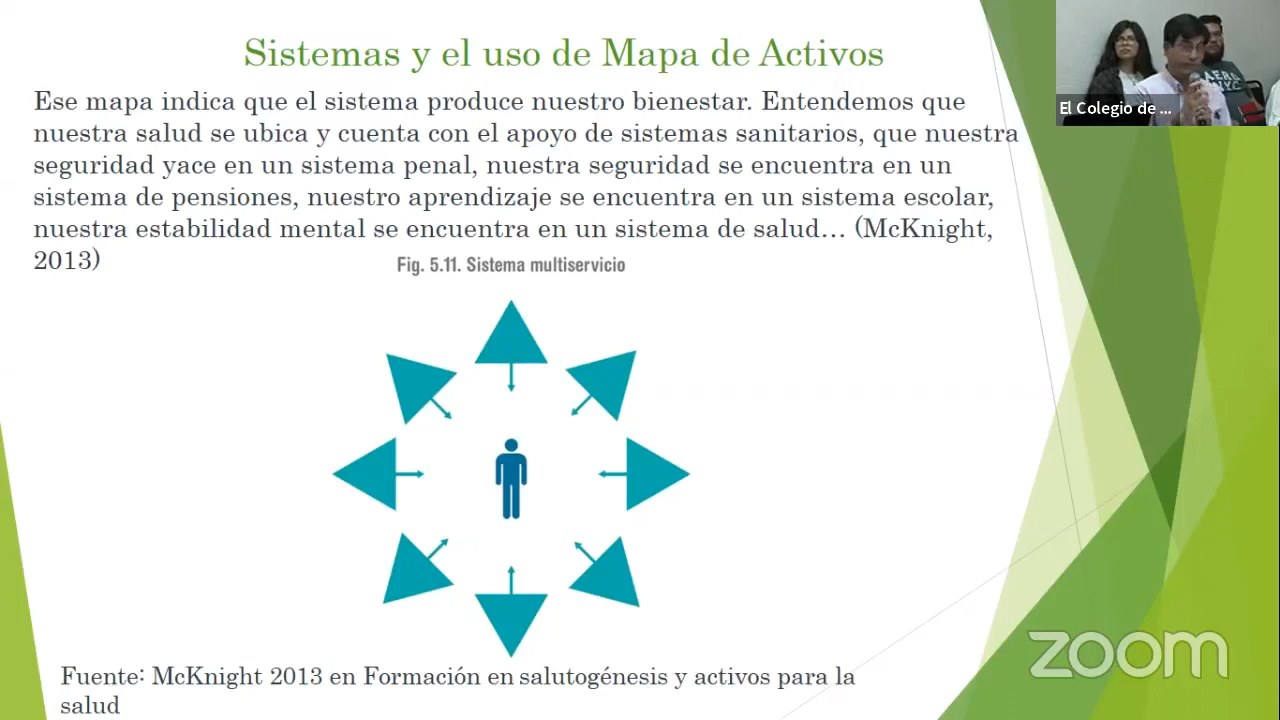 Sistemas y el uso de Mapa de Activos
Ese mapa indica que el sistema produce nuestro bienestar. Entendemos que
nuestra salud se ubica y cuenta con el apoyo de sistemas sanitarios, que nuestra
seguridad yace en un sistema penal, nuestra seguridad se encuentra en un
sistema de pensiones, nuestro aprendizaje se encuentra en un sistema escolar,
nuestra estabilidad mental se encuentra en un sistema de salud… (McKnight,
2013)
Fig. 5.11. Sistema multiservicio
Fuente: McKnight 2013 en Formación en salutogénesis y activos para la
salud
El Colegio de ...
AERO
NYC
zoom